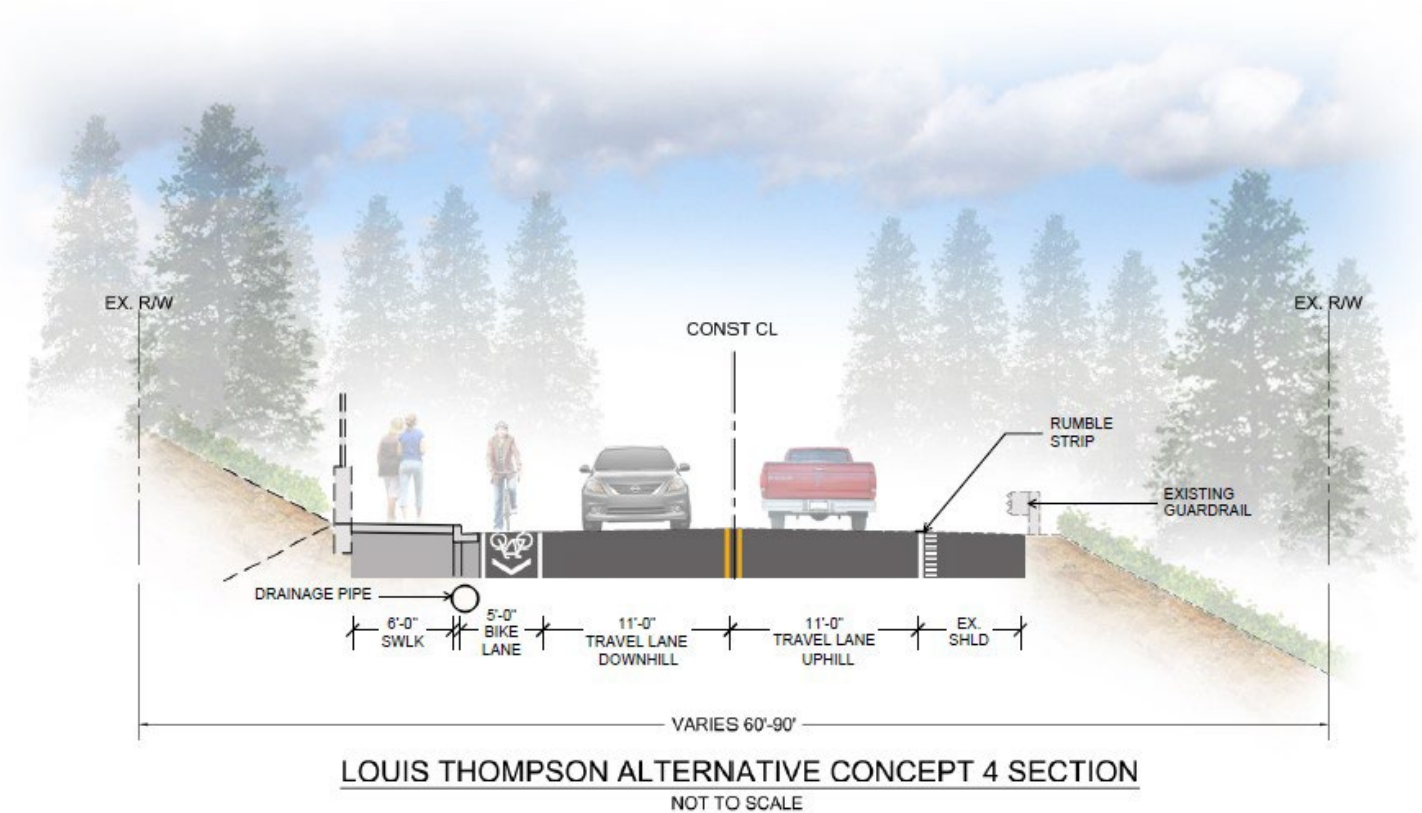 EX. R/W
EX. R/W
CONST CL
RUMBLE
STRIP
EXISTING
GUARDRAIL
DRAINAGE PIPE
6'-0"
SWLK
5'-0"
BIKE
LANE
11'-0"
TRAVEL LANE
DOWNHILL
11'-0"
TRAVEL LANE
UPHILL
EX.
SHLD
VARIES 60'-90'
LOUIS THOMPSON ALTERNATIVE CONCEPT 4 SECTION
NOT TO SCALE